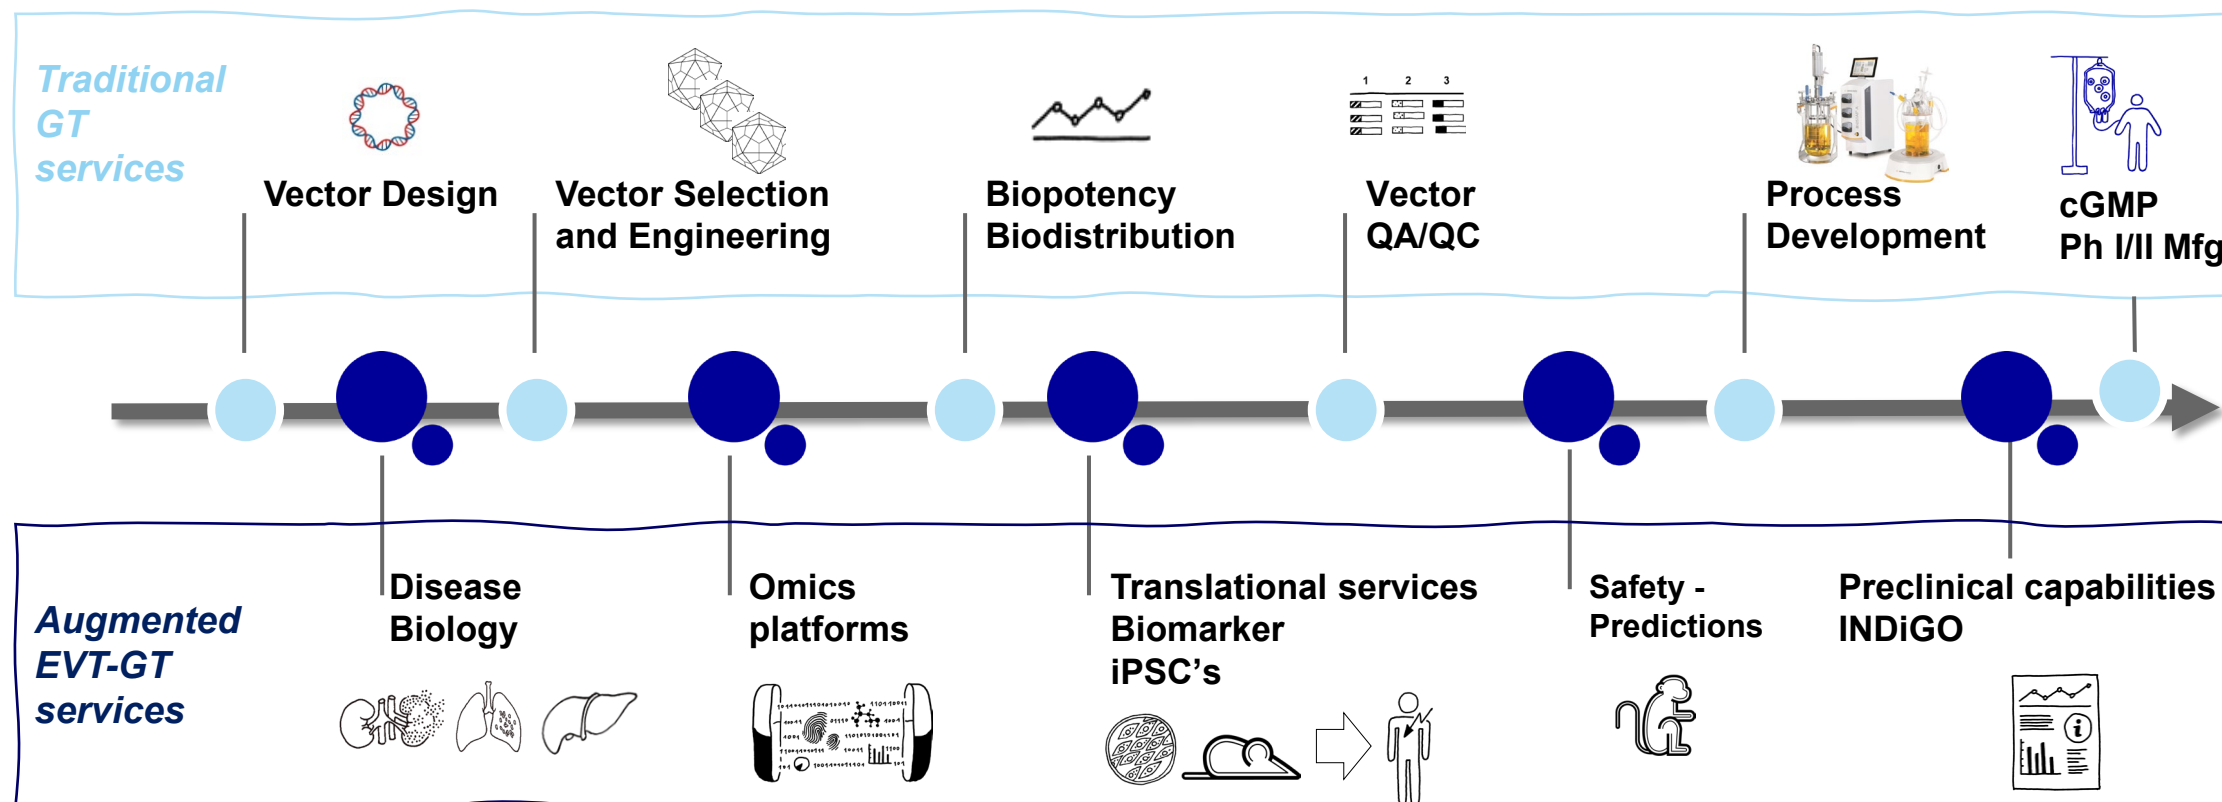 Traditional
GT
services
Vector Design
Vector Selection
and Engineering
Biopotency
Biodistribution
1 2 3
Vector
QA/QC
Process
Development
cGMP
Ph I/II Mfg
Augmented
EVT-GT
services
Disease
Biology
Omics
platforms
Translational services
Biomarker
iPSC's
Safety -
Predictions
Preclinical capabilities
INDiGO
i